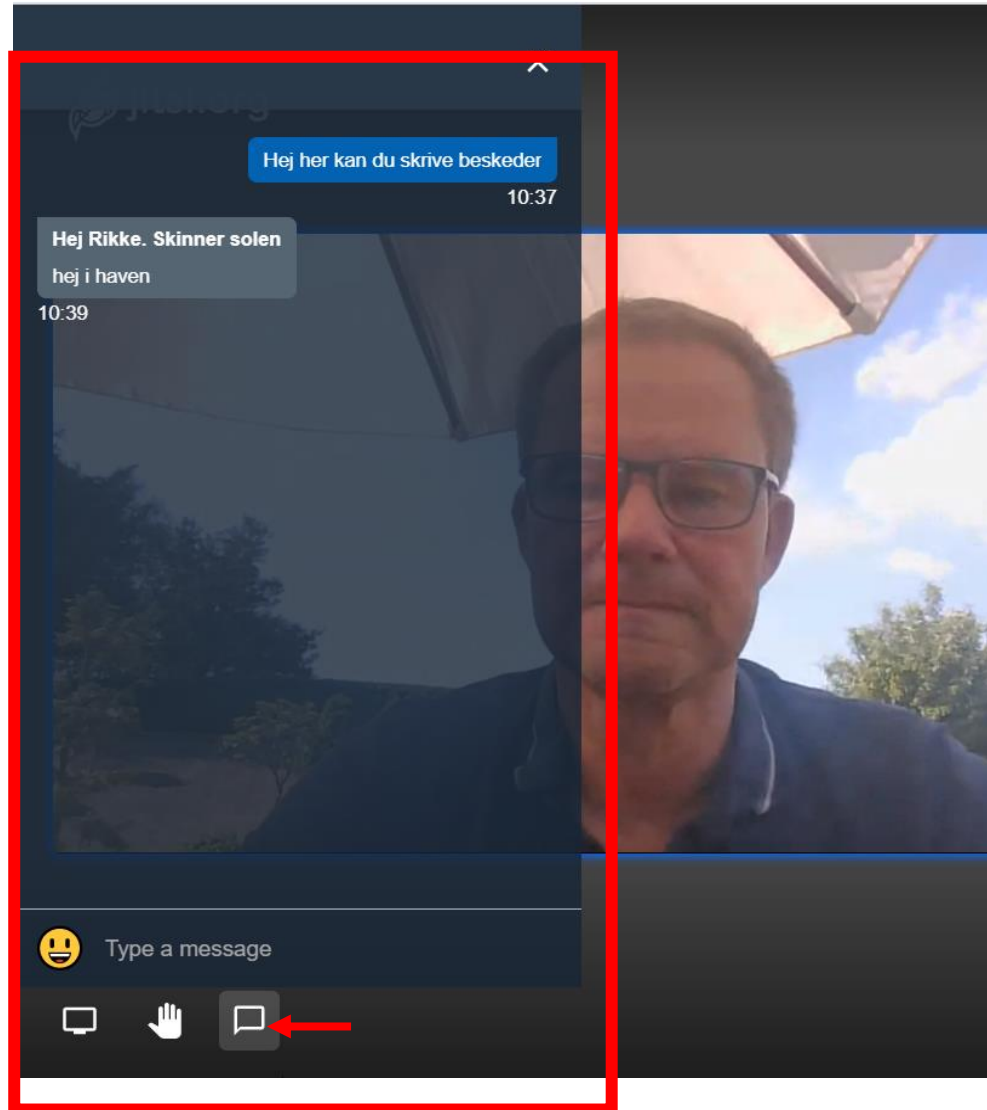 Hej her kan du skrive beskeder
10:37
Hej Rikke. Skinner solen
hej i haven
10:39
Type a message